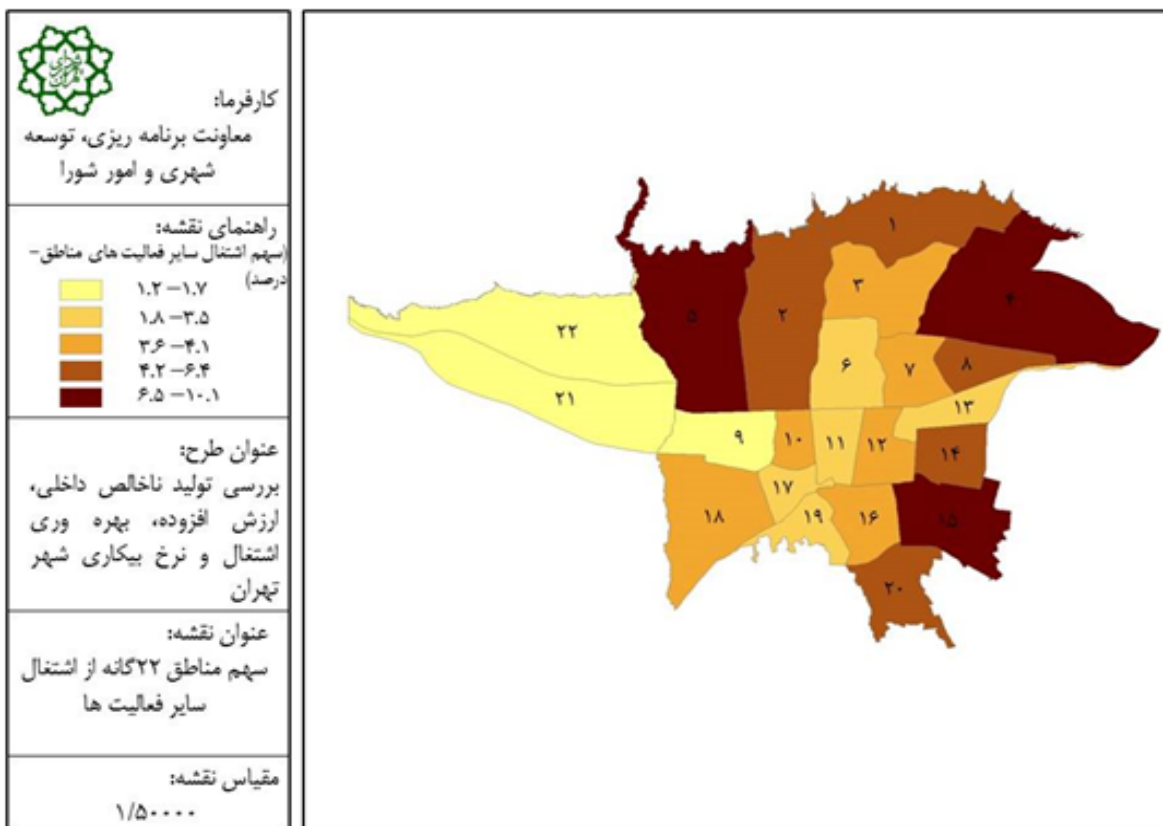 کارفرما:
معاونت برنامه ریزی، توسعه
شهری و امور شورا
راهنمای نقشه:
(سهم اشتغال سایر فعالیت های مناطق-
درصد)
۱.۲-۱.۷
۱.۸-۳.۵
۳.۶-۴.۱
۴.۲-۶.۴
۶.۵-۱۰.۱
عنوان طرح:
بررسی تولید ناخالص داخلی،
ارزش افزوده، بهره وری
اشتغال و نرخ بیکاری شهر
تهران
عنوان نقشه:
سهم مناطق ۲۲گانه از اشتغال
سایر فعالیت ها
مقیاس نقشه:
۱/۵۰۰۰۰
۱
۲
۳
۴
۵
۶
۷
۸
۹
۱۰
۱۱
۱۲
۱۳
۱۴
۱۵
۱۶
۱۷
۱۸
۱۹
۲۰
۲۱
۲۲